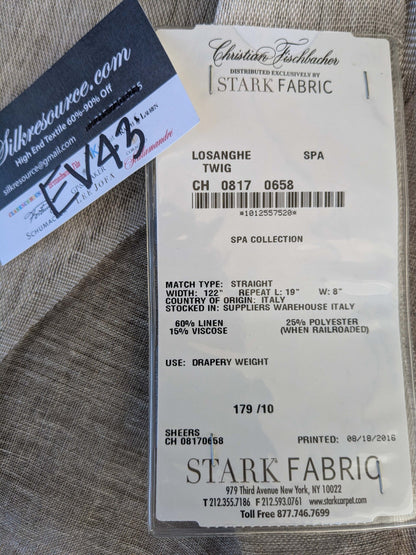 Silkresource.com
High End Textile 60%-90% Off
silkresource@gmail.com
EV43
Christian Fischbacher
DISTRIBUTED EXCLUSIVELY BY
STARK FABRIC
LOSANGHE SPA
TWIG
CH 0817 0658
*1012557520*
SPA COLLECTION
MATCH TYPE: STRAIGHT
WIDTH: 122" REPEAT L: 19" W: 8"
COUNTRY OF ORIGIN: ITALY
STOCKED IN: SUPPLIERS WAREHOUSE ITALY
60% LINEN 25% POLYESTER
15% VISCOSE (WHEN RAILROADED)
USE: DRAPERY WEIGHT
179 /10
SHEERS
CH 08170658 PRINTED: 08/18/2016
STARK FABRIC
979 Third Avenue New York, NY 10022
T 212.355.7186 F 212.593.0761 www.starkcarpet.com
Toll Free 877.746.7699